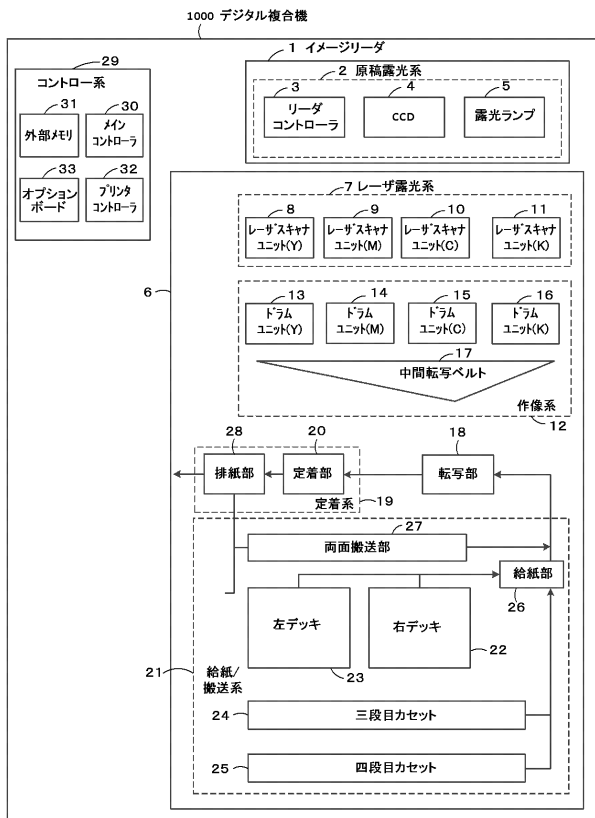 1000 デジタル複合機
29
コントロー系
31
30
外部メモリ
メイン
コントローラ
33
32
オプション
ボード
プリンタ
コントローラ
1 イメージリーダ
2 原稿露光系
3
4
5
リーダ
コントローラ
CCD
露光ランプ
6
7 レーザ露光系
8
9
10
11
レーザスキャナ
ユニット(Y)
レーザスキャナ
ユニット(M)
レーザスキャナ
ユニット(C)
レーザスキャナ
ユニット(K)
13
14
15
16
ドラム
ユニット(Y)
ドラム
ユニット(M)
ドラム
ユニット(C)
ドラム
ユニット(K)
17
中間転写ベルト
作像系
12
28
20
18
排紙部
定着部
転写部
定着系
19
27
両面搬送部
給紙部
26
左デッキ
右デッキ
23
22
21
給紙/
搬送系
24
三段目カセット
25
四段目カセット